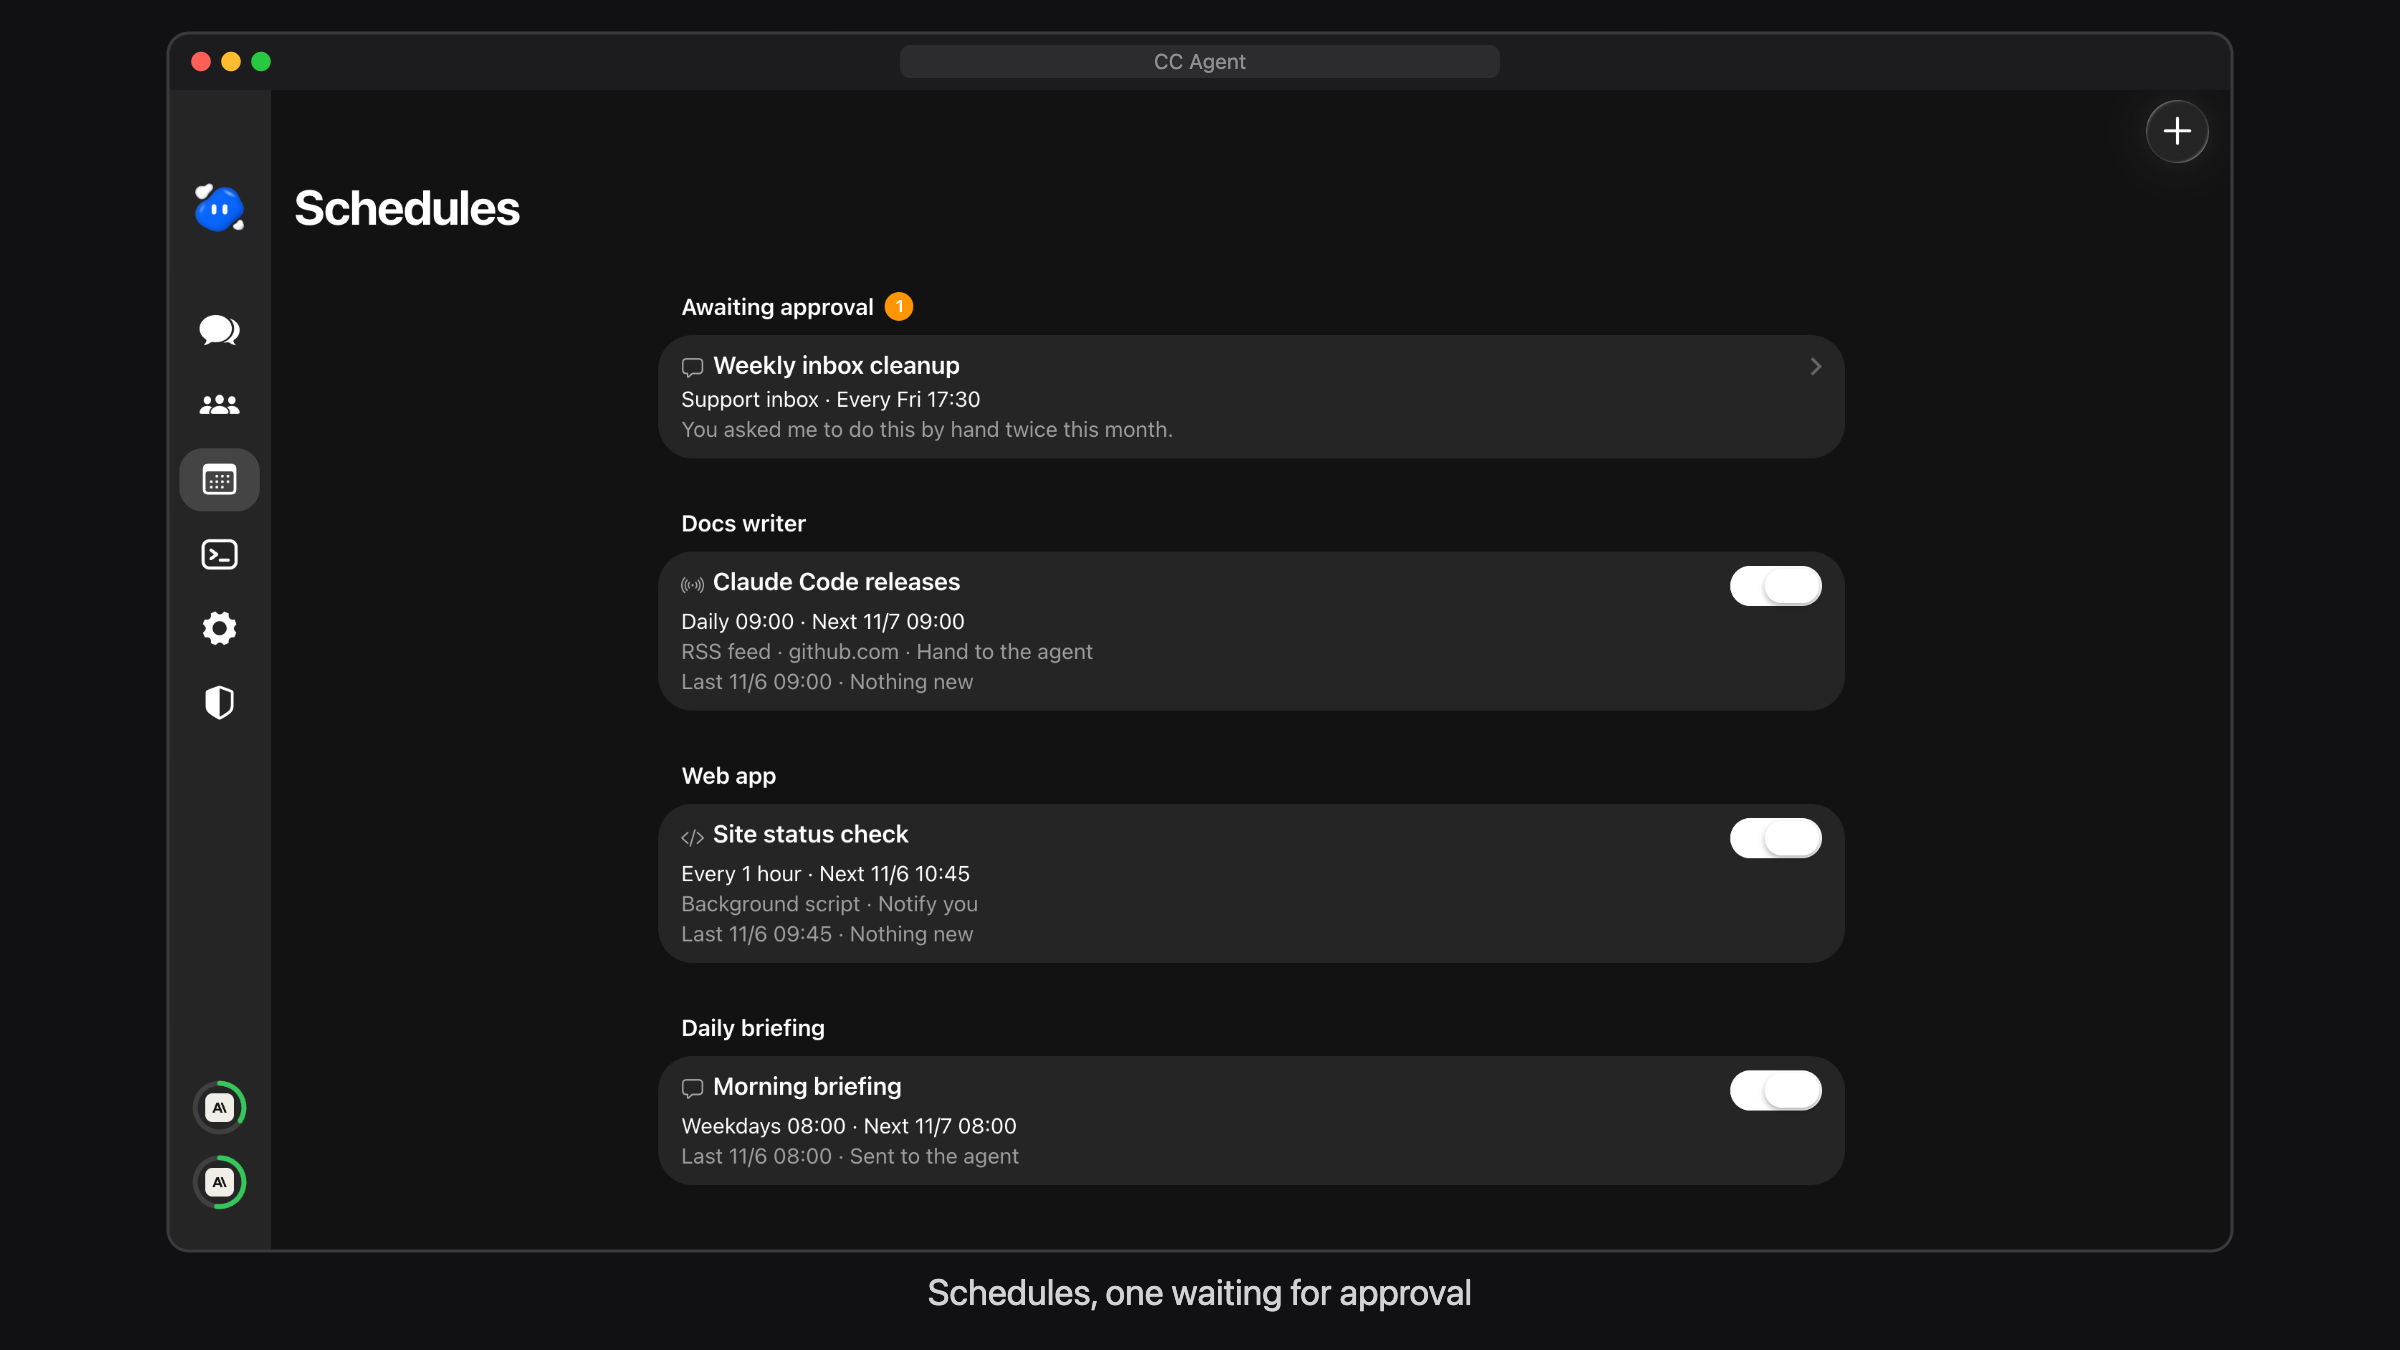 CC Agent
Schedules
Awaiting approval 1
Weekly inbox cleanup
Support inbox · Every Fri 17:30
You asked me to do this by hand twice this month.
Docs writer
Claude Code releases
Daily 09:00 · Next 11/7 09:00
RSS feed · github.com · Hand to the agent
Last 11/6 09:00 · Nothing new
Web app
Site status check
Every 1 hour · Next 11/6 10:45
Background script · Notify you
Last 11/6 09:45 · Nothing new
Daily briefing
Morning briefing
Weekdays 08:00 · Next 11/7 08:00
Last 11/6 08:00 · Sent to the agent
Schedules, one waiting for approval